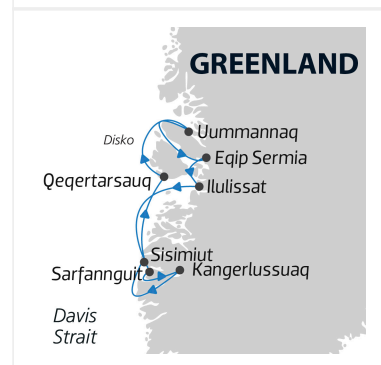 GREENLAND
Uummannaq
Disko
Eqip Sermia
Qeqertarsauq
Ilulissat
Sisimiut
Sarfannguit
Kangerlussuaq
Davis
Strait